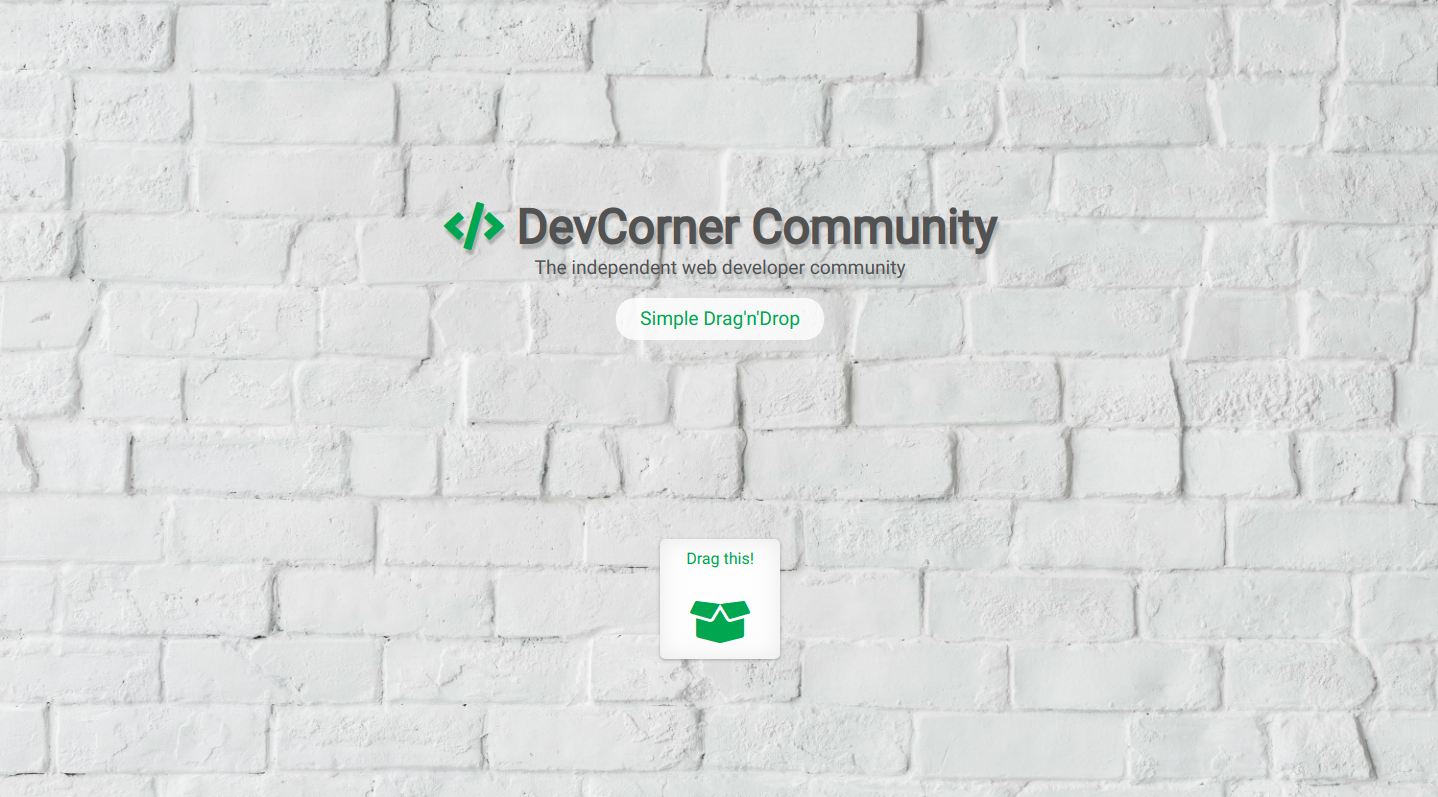 DevCorner Community
The independent web developer community
Simple Drag'n'Drop
Drag this!